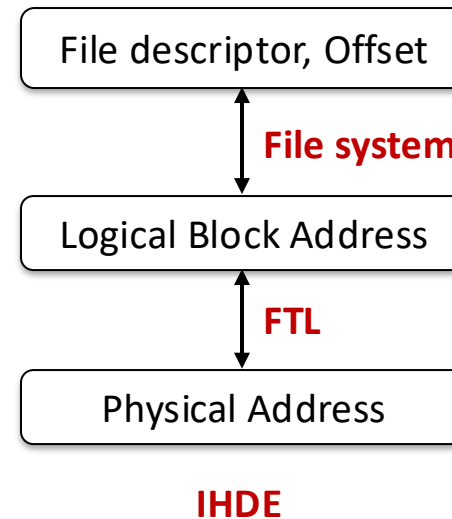 File descriptor, Offset
File system
Logical Block Address
FTL
Physical Address
IHDE